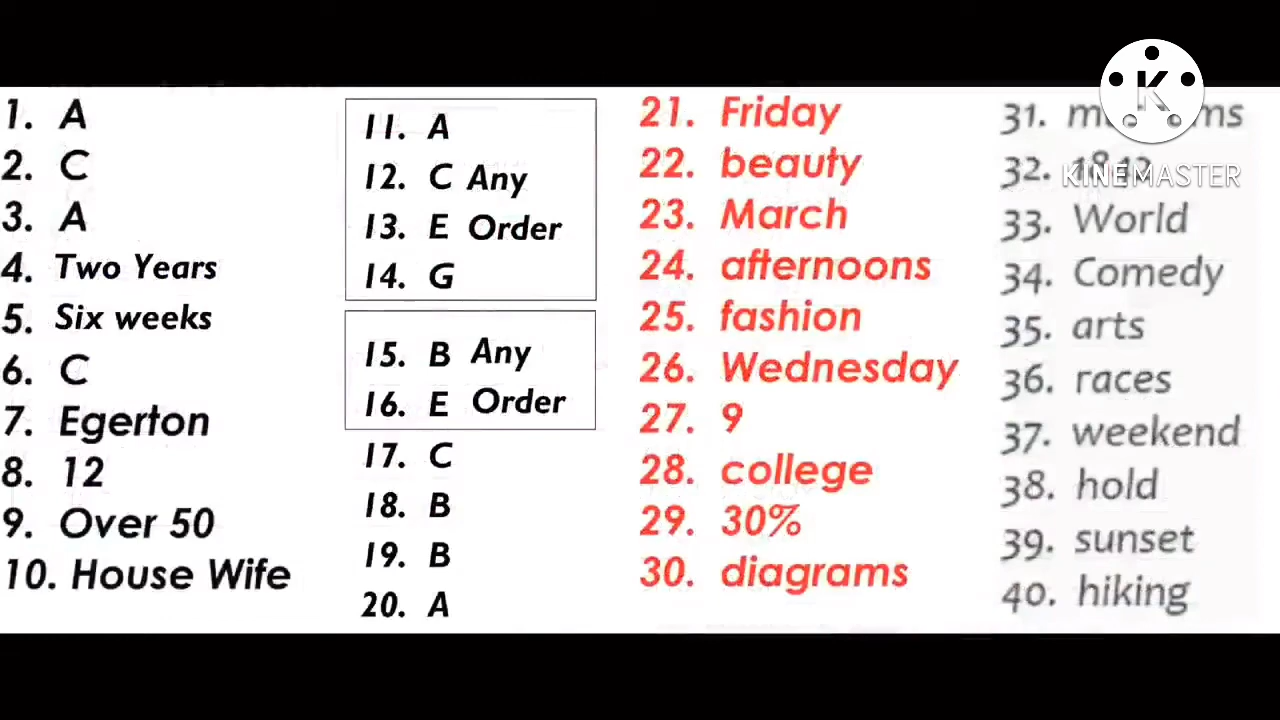 1. A
2. C
3. A
4. Two Years
5. Six weeks
6. C
7. Egerton
8. 12
9. Over 50
10. House Wife
11. A
12. C Any
13. E Order
14. G
15. B Any
16. E Order
17. C
18. B
19. B
20. A
21. Friday
22. beauty
23. March
24. afternoons
25. fashion
26. Wednesday
27. 9
28. college
29. 30%
30. diagrams
31.
32.
33. World
34. Comedy
35. arts
36. races
37. weekend
38. hold
39. sunset
40. hiking
K
KINEMASTER